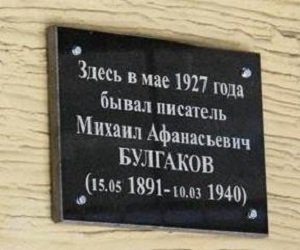 Здесь в мае 1927 года
бывал писатель
Михаил Афанасьевич
БУЛГАКОВ
(15.05 1891-10.03 1940)